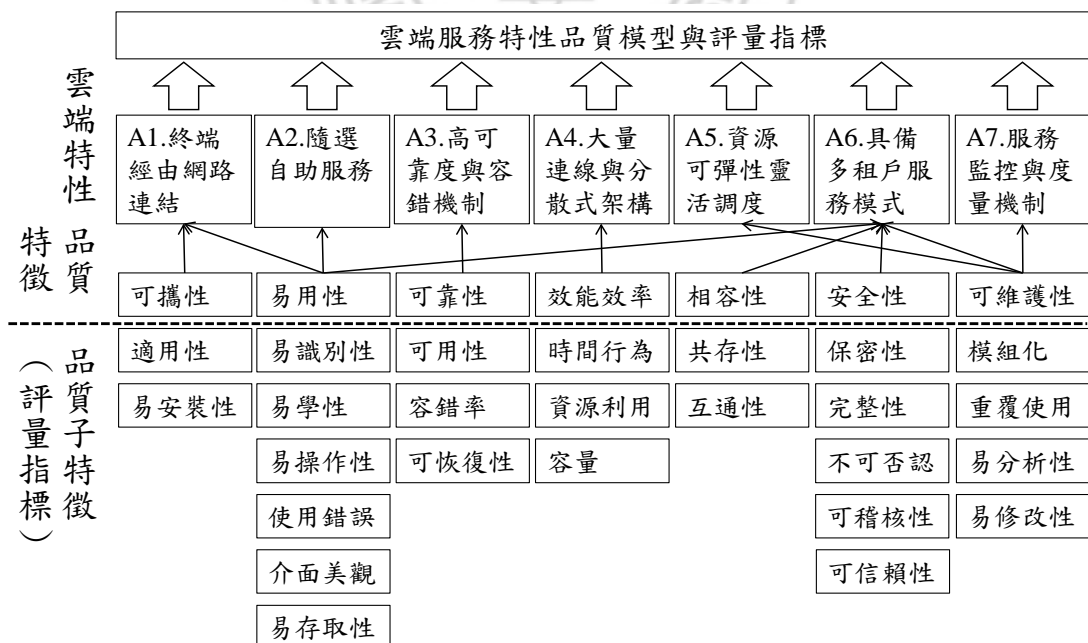 雲端服務特性品質模型與評量指標
雲端特性
A1.終端
經由網路
連結
A2.隨選
自助服務
A3.高可
靠度與容
錯機制
A4.大量
連線與分
散式架構
A5.資源
可彈性靈
活調度
A6.具備
多租戶服
務模式
A7.服務
監控與度
量機制
品質
特徵
可攜性
易用性
可靠性
效能效率
相容性
安全性
可維護性
品質子特徵
（評量指標）
適用性
易識別性
可用性
時間行為
共存性
保密性
模組化
易安裝性
易學性
容錯率
資源利用
互通性
完整性
重覆使用
易操作性
可恢復性
容量
不可否認
易分析性
使用錯誤
可稽核性
易修改性
介面美觀
可信賴性
易存取性